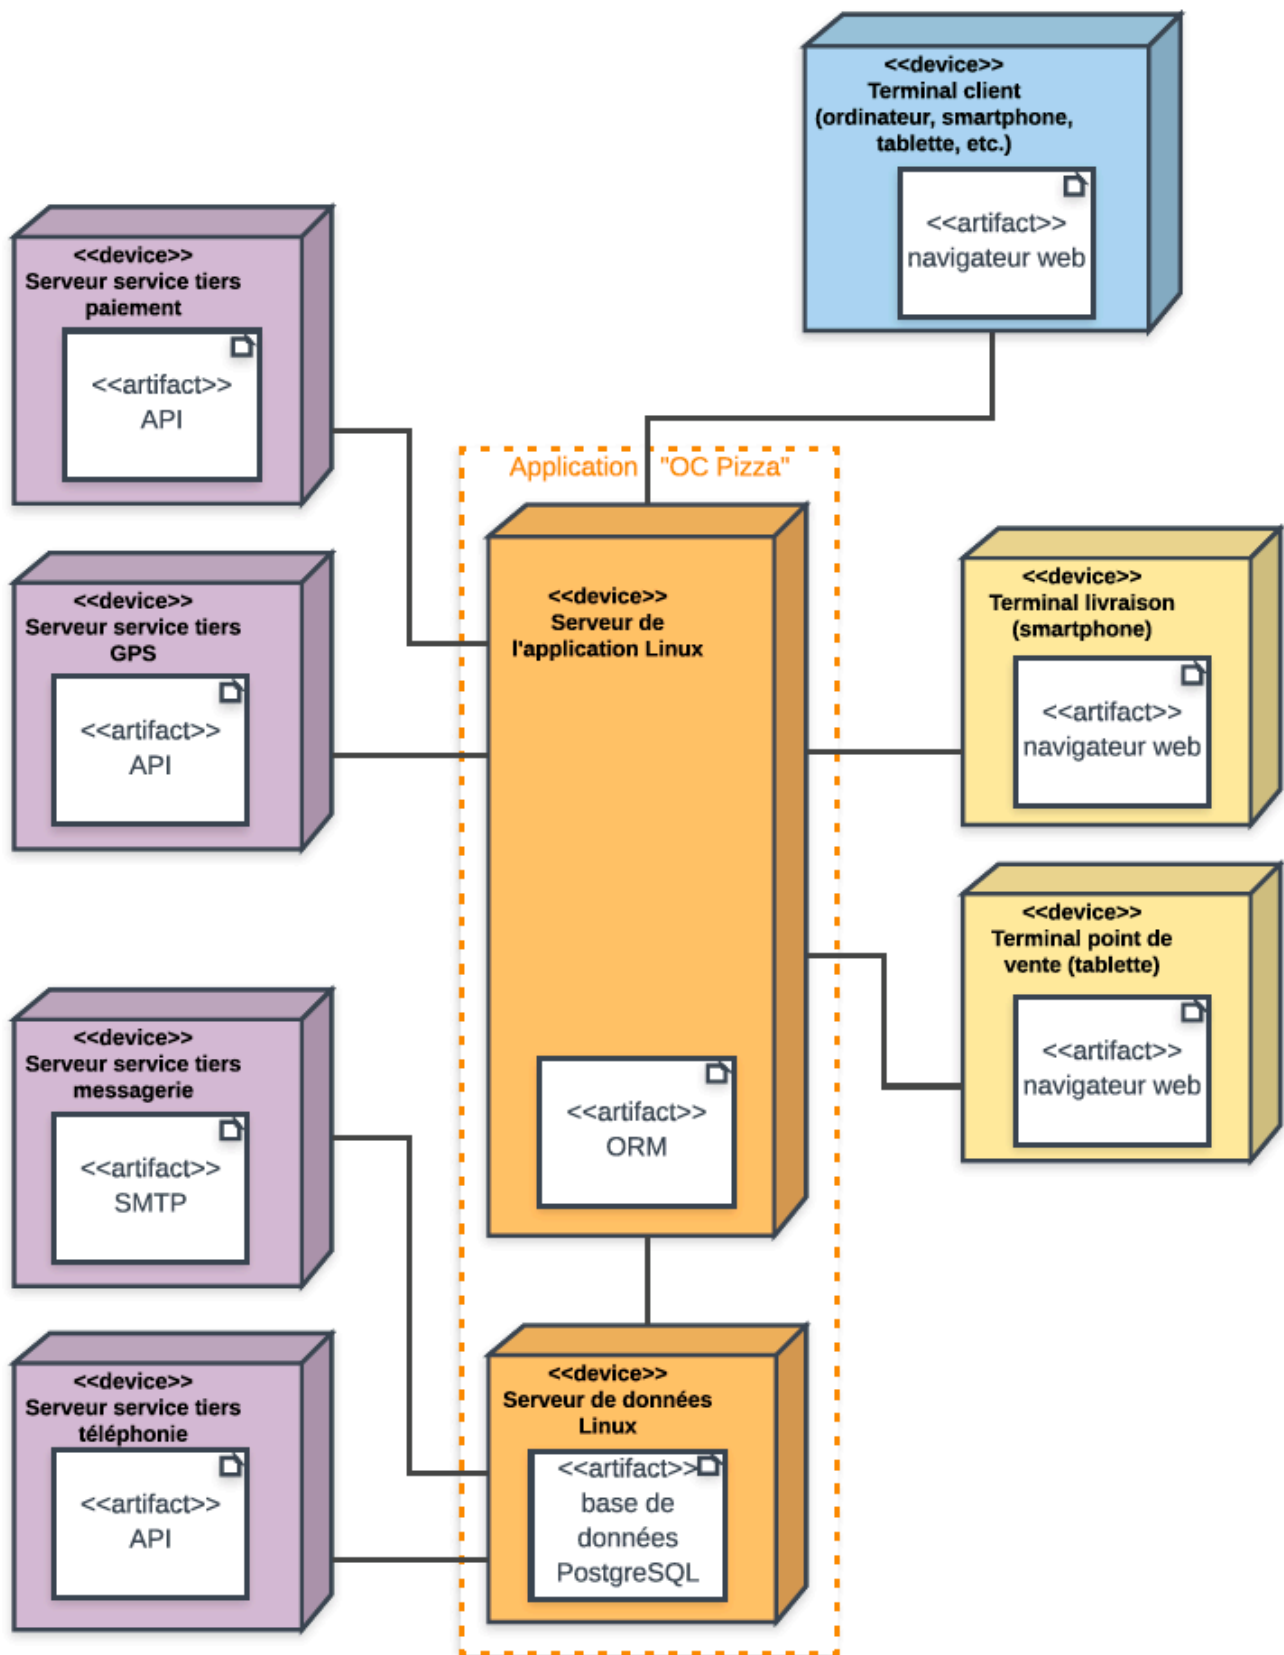 <<device>>
Terminal client
(ordinateur, smartphone,
tablette, etc.)
<<artifact>>
navigateur web
<<device>>
Serveur service tiers
paiement
<<artifact>>
API
Application "OC Pizza"
<<device>>
Serveur service tiers
GPS
<<artifact>>
API
<<device>>
Serveur de
l'application Linux
<<artifact>>
ORM
<<device>>
Terminal livraison
(smartphone)
<<artifact>>
navigateur web
<<device>>
Terminal point de
vente (tablette)
<<artifact>>
navigateur web
<<device>>
Serveur service tiers
messagerie
<<artifact>>
SMTP
<<device>>
Serveur service tiers
téléphonie
<<artifact>>
API
<<device>>
Serveur de données
Linux
<<artifact>>
base de
données
PostgreSQL